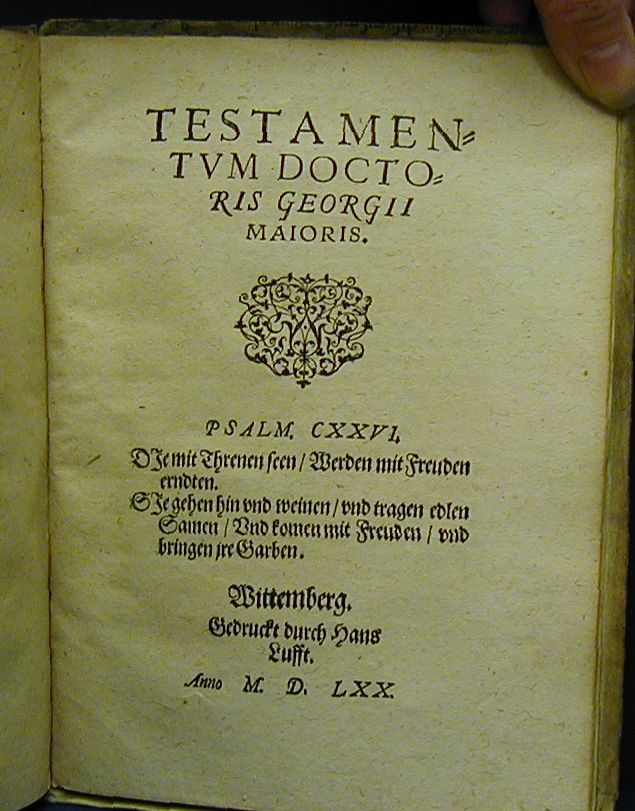 TESTAMEN⸗
TVM DOCTO⸗
RIS GEORGII
MAIORIS.
PSALM. CXXVI.
DJe mit Threnen seen / Werden mit Freuden
erndten.
SJe gehen hin vnd weinen / vnd tragen edlen
Samen / Vnd komen mit Freuden / vnd
bringen jre Garben.
Wittemberg.
Gedruckt durch Hans
Lufft.
Anno M. D. LXX.